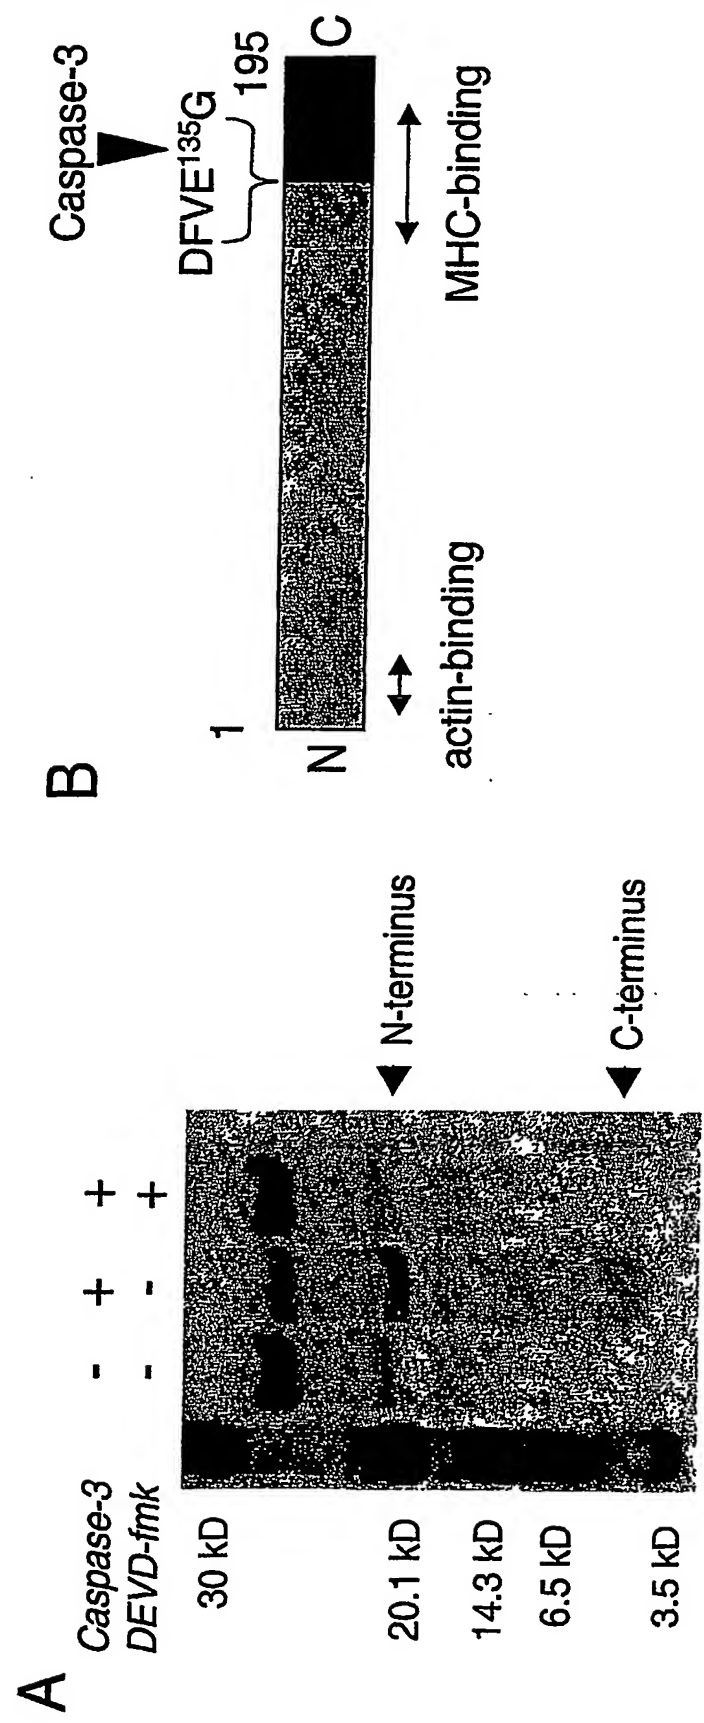 A
Caspase-3 - + +
DEVD-fmk - - +
30 kD
20.1 kD
14.3 kD
6.5 kD
3.5 kD
N-terminus
C-terminus
B
Caspase-3
DFVE¹³⁵G
1
195
N
C
actin-binding
MHC-binding